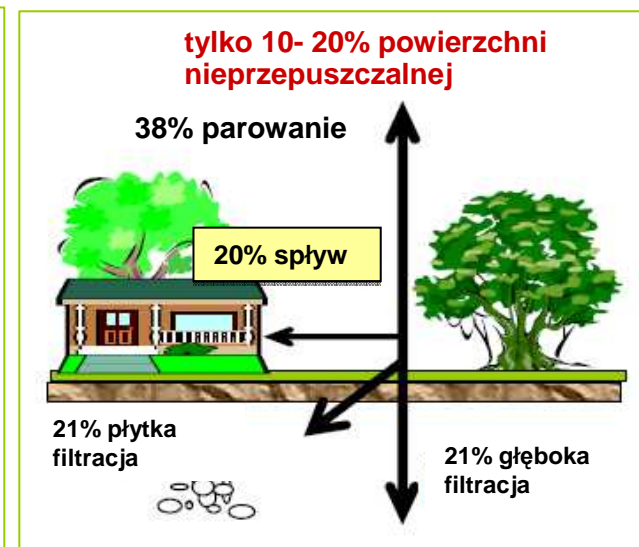 tylko 10- 20% powierzchni
nieprzepuszczalnej
38% parowanie
20% spływ
21% płytka
filtracja
21% głęboka
filtracja